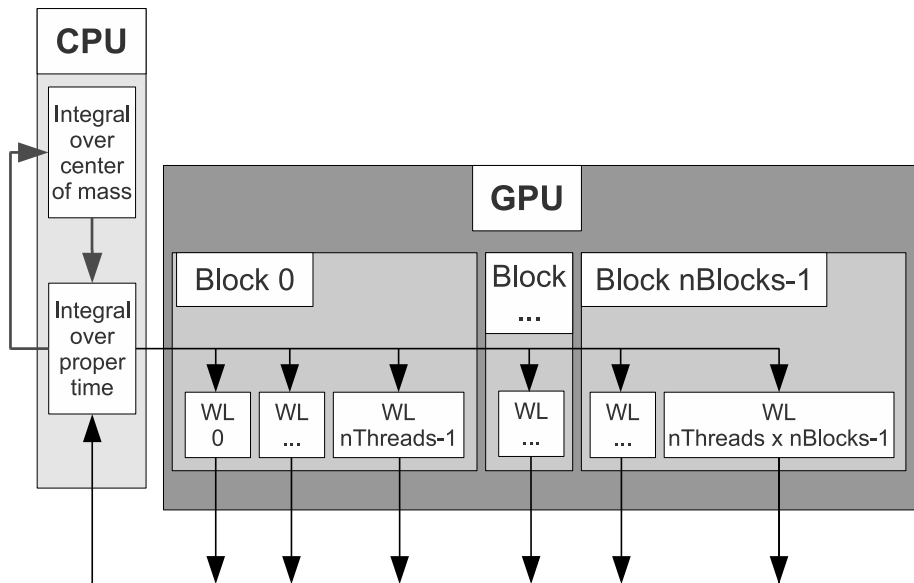 CPU
Integral
over
center
of mass
Integral
over
proper
time
GPU
Block 0
Block
...
Block nBlocks-1
WL
0
WL
...
WL
nThreads-1
WL
...
WL
...
WL
nThreads x nBlocks-1